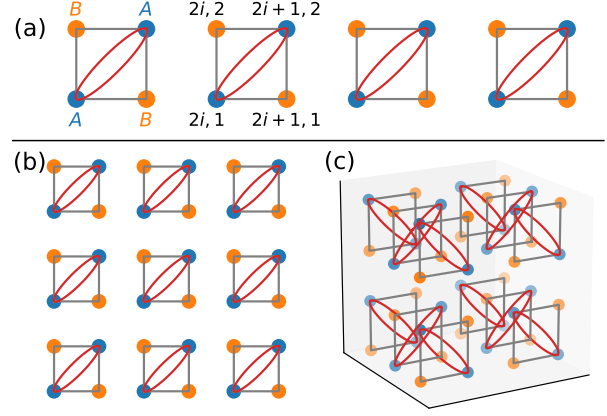 (a)
B A 2i, 2 2i + 1, 2
A B 2i, 1 2i + 1, 1
(b) (c)